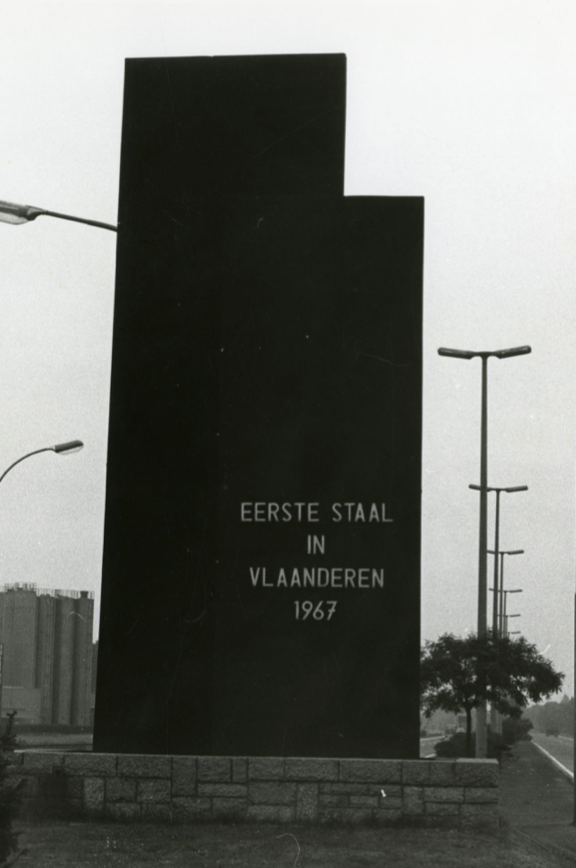 EERSTE STAAL
IN
VLAANDEREN
1967